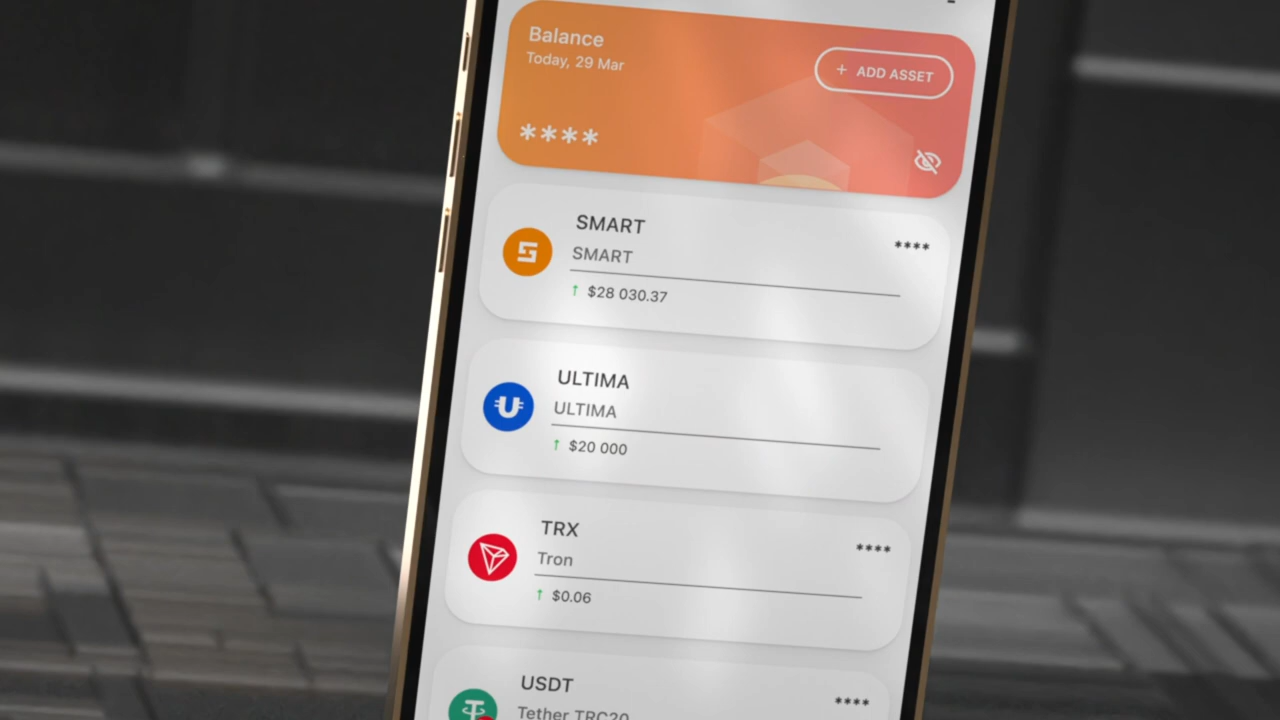 Balance
Today, 29 Mar
+ ADD ASSET
****
SMART
SMART
****
↑ $28 030.37
ULTIMA
ULTIMA
↑ $20 000
TRX
Tron
****
↑ $0.06
USDT
Tether TRC20
****